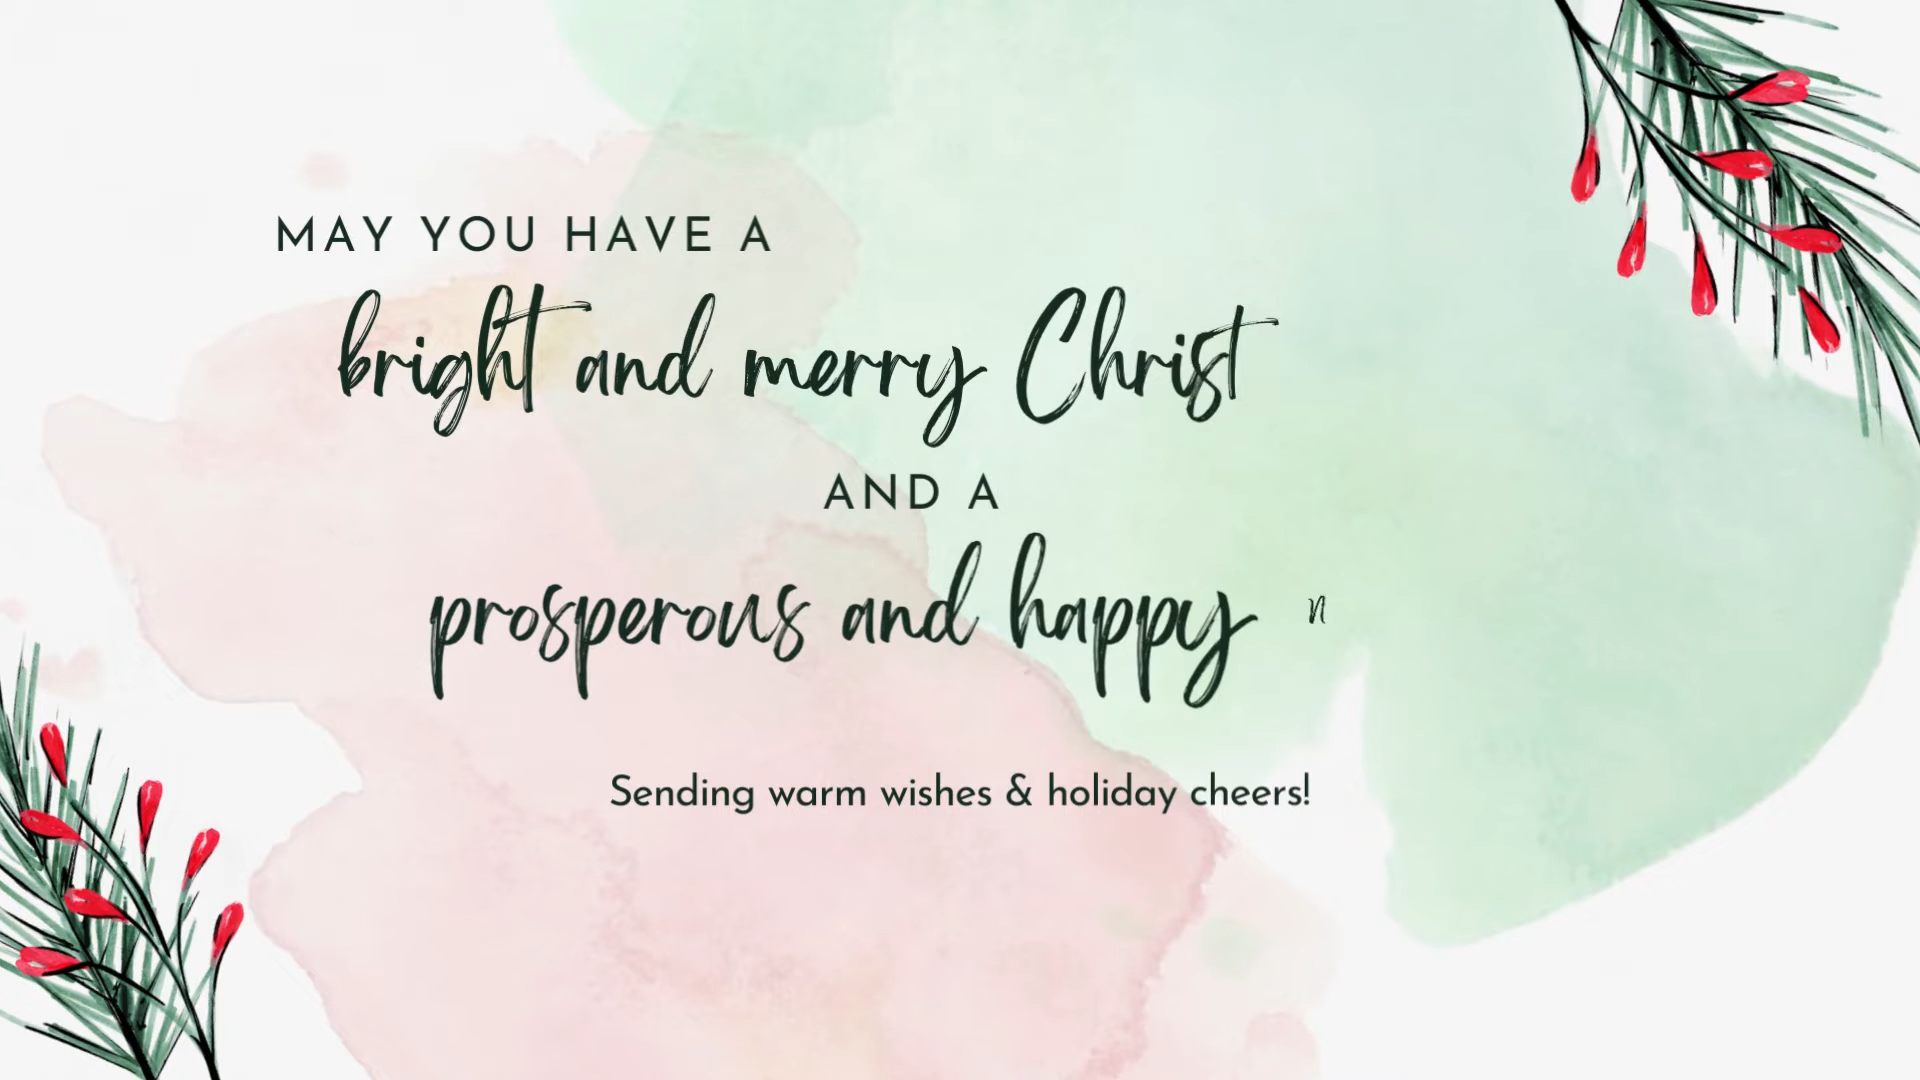 MAY YOU HAVE A
bright and merry Christ
AND A
prosperous and happy n
Sending warm wishes & holiday cheers!